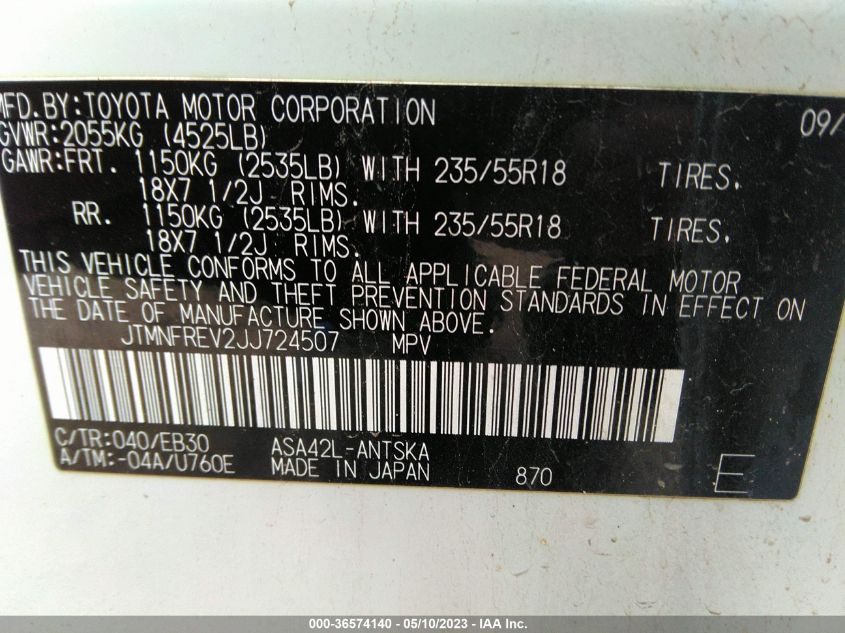 MFD.BY:TOYOTA MOTOR CORPORATION 09/
GVWR:2055KG (4525LB)
GAWR:FRT. 1150KG (2535LB) WITH 235/55R18 TIRES.
18X7 1/2J RIMS.
RR. 1150KG (2535LB) WITH 235/55R18 TIRES.
18X7 1/2J RIMS.
THIS VEHICLE CONFORMS TO ALL APPLICABLE FEDERAL MOTOR
VEHICLE SAFETY AND THEFT PREVENTION STANDARDS IN EFFECT ON
THE DATE OF MANUFACTURE SHOWN ABOVE.
JTMNFREV2JJ724507 MPV
C/TR:040/EB30 ASA42L-ANTSKA
A/TM:-04A/U760E MADE IN JAPAN 870 E
000-36574140 - 05/10/2023 - IAA Inc.